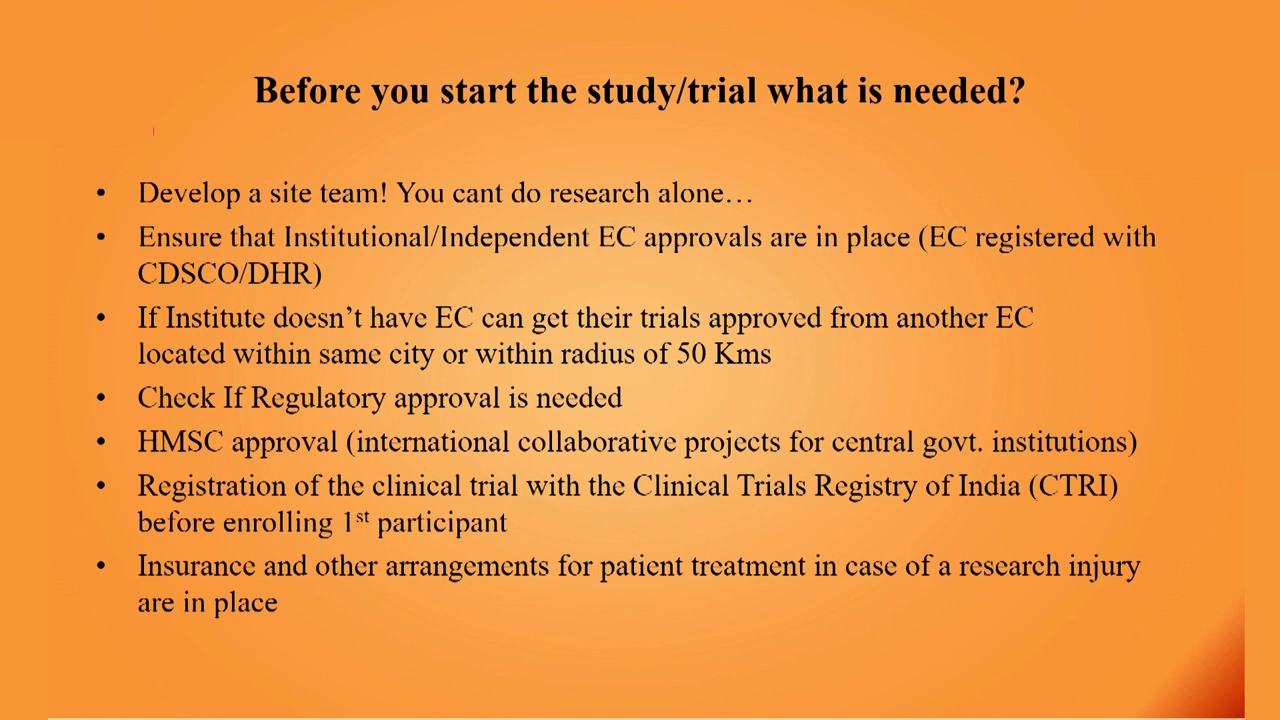 Before you start the study/trial what is needed?
• Develop a site team! You cant do research alone…
• Ensure that Institutional/Independent EC approvals are in place (EC registered with
CDSCO/DHR)
• If Institute doesn’t have EC can get their trials approved from another EC
located within same city or within radius of 50 Kms
• Check If Regulatory approval is needed
• HMSC approval (international collaborative projects for central govt. institutions)
• Registration of the clinical trial with the Clinical Trials Registry of India (CTRI)
before enrolling 1st participant
• Insurance and other arrangements for patient treatment in case of a research injury
are in place